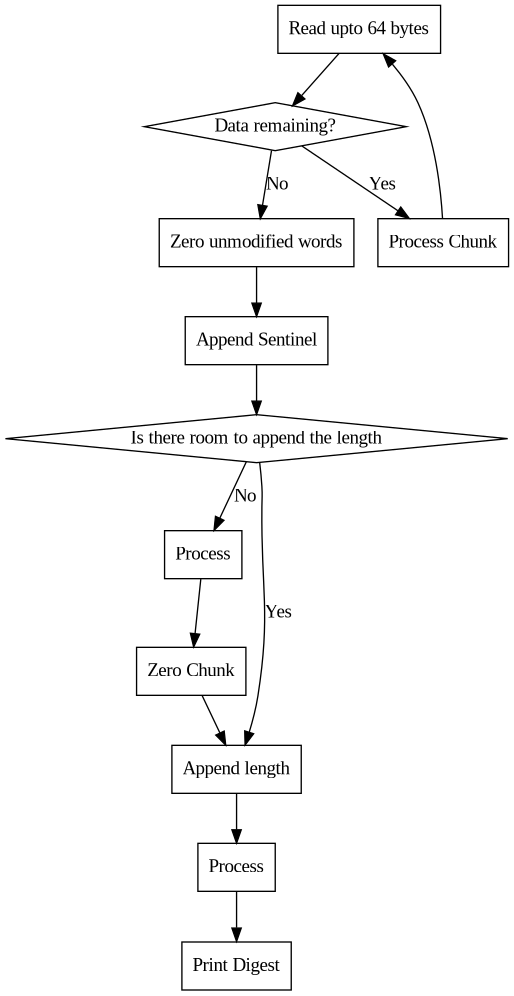 Read upto 64 bytes
Data remaining?
No
Yes
Zero unmodified words
Process Chunk
Append Sentinel
Is there room to append the length
No
Process
Yes
Zero Chunk
Append length
Process
Print Digest